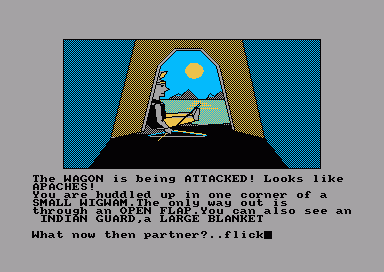 The WAGON is being ATTACKED! Looks like
APACHES!
You are huddled up in one corner of a
SMALL WIGWAM.The only way out is
through an OPEN FLAP.You can also see an
INDIAN GUARD,a LARGE BLANKET
What now then partner?..flick